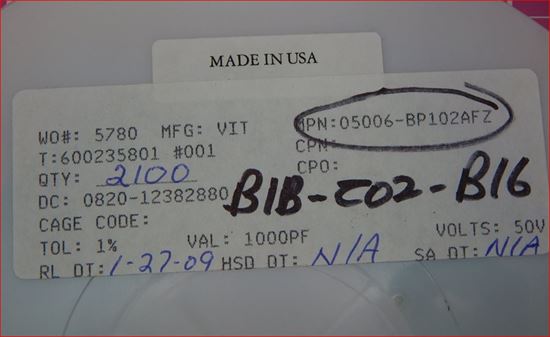 MADE IN USA
WO#: 5780 MFG: VIT MPN:05006-BP102AFZ
T:600235801 #001 CPN:
QTY: 2100 CPO:
DC: 0820-12382880 B1B-C02-B16
CAGE CODE:
TOL: 1% VAL: 1000PF VOLTS: 50V
RL DT: 1-27-09 HSD DT: N/A SA DT: N/A